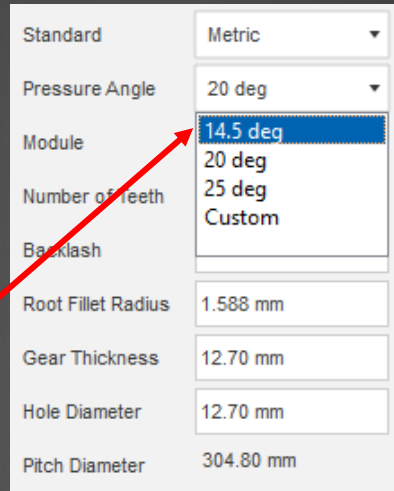 Standard Metric
Pressure Angle 20 deg
14.5 deg
Module
20 deg
25 deg
Number of Teeth
Custom
Backlash
Root Fillet Radius 1.588 mm
Gear Thickness 12.70 mm
Hole Diameter 12.70 mm
Pitch Diameter 304.80 mm